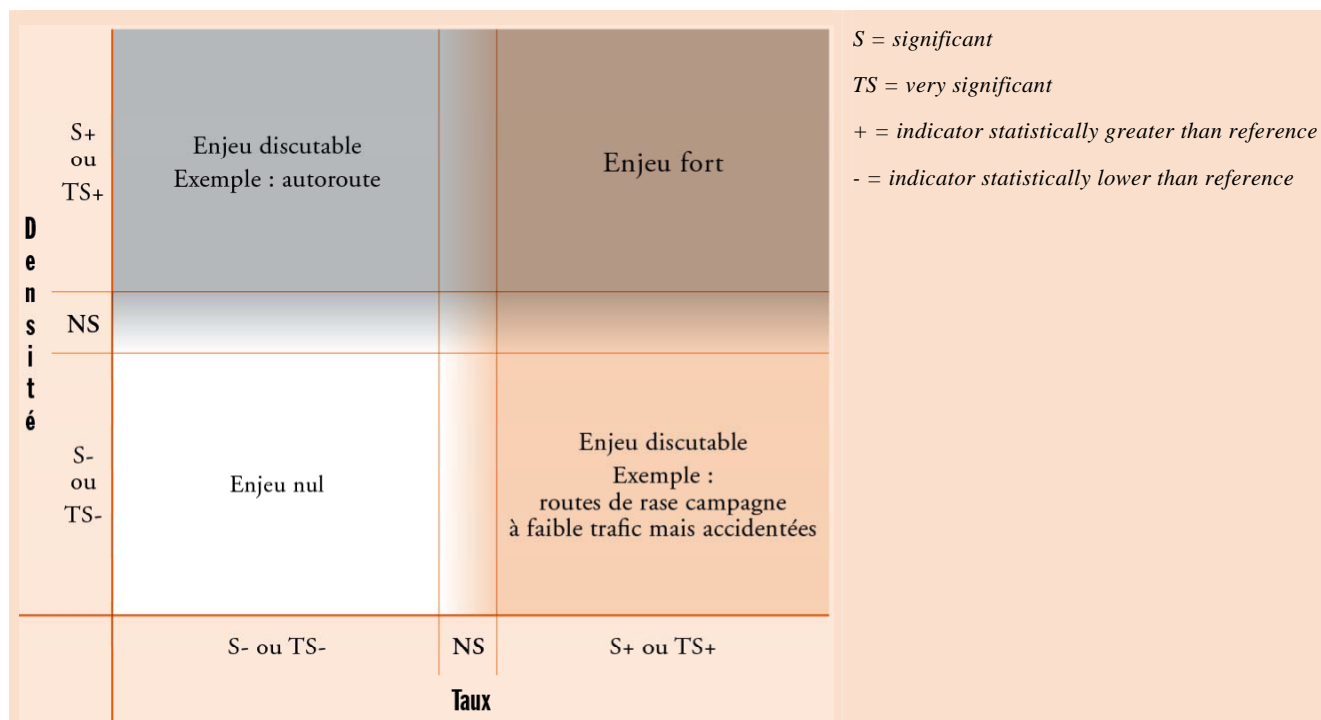 S+
ou
TS+
Densité
NS
S-
ou
TS-
Enjeu discutable
Exemple : autoroute
Enjeu fort
Enjeu nul
Enjeu discutable
Exemple :
routes de rase campagne
à faible trafic mais accidentées
S- ou TS-
NS
S+ ou TS+
Taux
S = significant
TS = very significant
+ = indicator statistically greater than reference
- = indicator statistically lower than reference